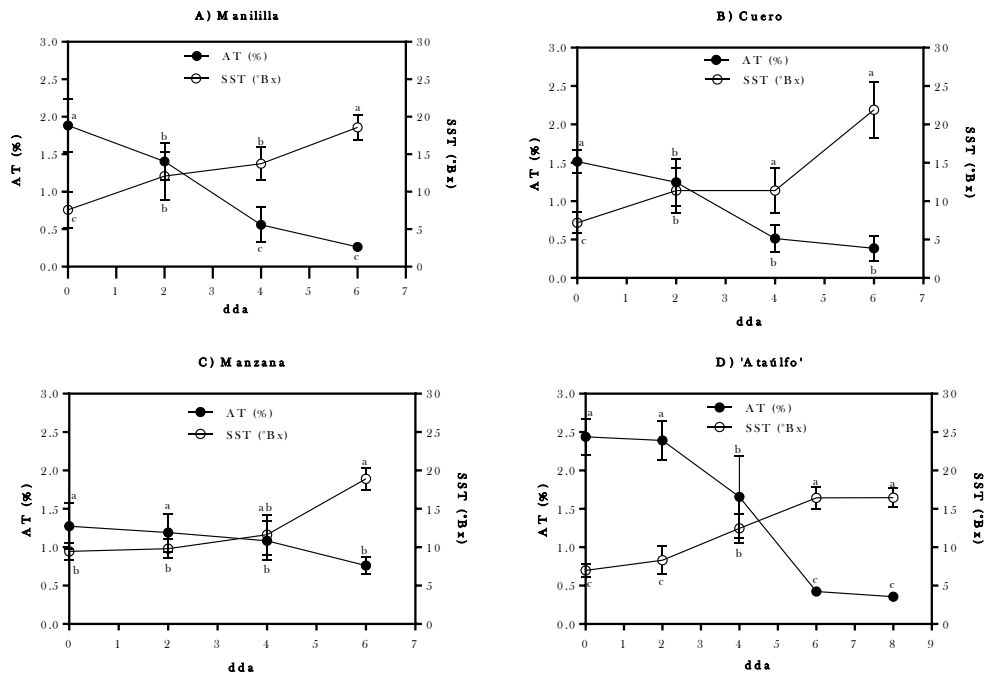 A) Manililla
3.0 30
AT (%)
SST (°Bx)
2.5 25
a a
2.0 20
b b
AT (%) 1.5 15 SST (°Bx)
1.0 10
c b
0.5 5
c c
0.0 0
0 1 2 3 4 5 6 7
dda
B) Cuero
3.0 30
AT (%)
SST (°Bx)
a
2.5 25
2.0 20
a b a
AT (%) 1.5 15 SST (°Bx)
1.0 10
c b
0.5 5
b b
0.0 0
0 1 2 3 4 5 6 7
dda
C) Manzana
3.0 30
AT (%)
SST (°Bx)
2.5 25
a
2.0 20
a a ab
AT (%) 1.5 15 SST (°Bx)
b
1.0 10
b b b
0.5 5
0.0 0
0 1 2 3 4 5 6 7
dda
D) 'Ataúlfo'
3.0 30
a a AT (%)
SST (°Bx)
2.5 25
b
2.0 20
a a
AT (%) 1.5 15 SST (°Bx)
1.0 10
b
c c c c
0.5 5
0.0 0
0 1 2 3 4 5 6 7 8 9
dda